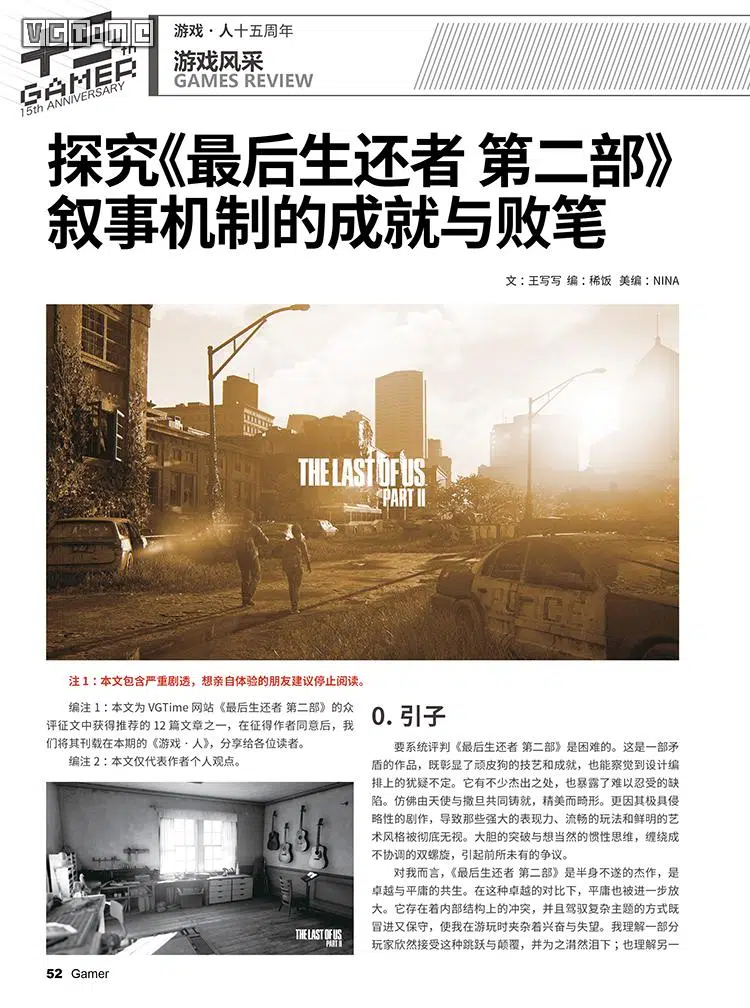 VGTIME
十五th
GAMER
15th ANNIVERSARY
游戏·人十五周年
游戏风采
GAMES REVIEW
探究《最后生还者 第二部》
叙事机制的成就与败笔
文：王写写 编：稀饭 美编：NINA
THE LAST OF US
PART II
POLICE
注 1：本文包含严重剧透，想亲自体验的朋友建议停止阅读。
编注 1：本文为 VGTime 网站《最后生还者 第二部》的众
评征文中获得推荐的 12 篇文章之一，在征得作者同意后，我
们将其刊载在本期的《游戏·人》，分享给各位读者。
编注 2：本文仅代表作者个人观点。
THE LAST OF US
PART II
0. 引子
要系统评判《最后生还者 第二部》是困难的。这是一部矛
盾的作品，既彰显了顽皮狗的技艺和成就，也能察觉到设计编
排上的犹疑不定。它有不少杰出之处，也暴露了难以忍受的缺
陷。仿佛由天使与撒旦共同铸就，精美而畸形。更因其极具侵
略性的剧作，导致那些强大的表现力、流畅的玩法和鲜明的艺
术风格被彻底无视。大胆的突破与想当然的惯性思维，缠绕成
不协调的双螺旋，引起前所未有的争议。
对我而言，《最后生还者 第二部》是半身不遂的杰作，是
卓越与平庸的共生。在这种卓越的对比下，平庸也被进一步放
大。它存在着内部结构上的冲突，并且驾驭复杂主题的方式既
冒进又保守，使我在游玩时夹杂着兴奋与失望。我理解一部分
玩家欣然接受这种跳跃与颠覆，并为之潸然泪下；也理解另一
52 Gamer